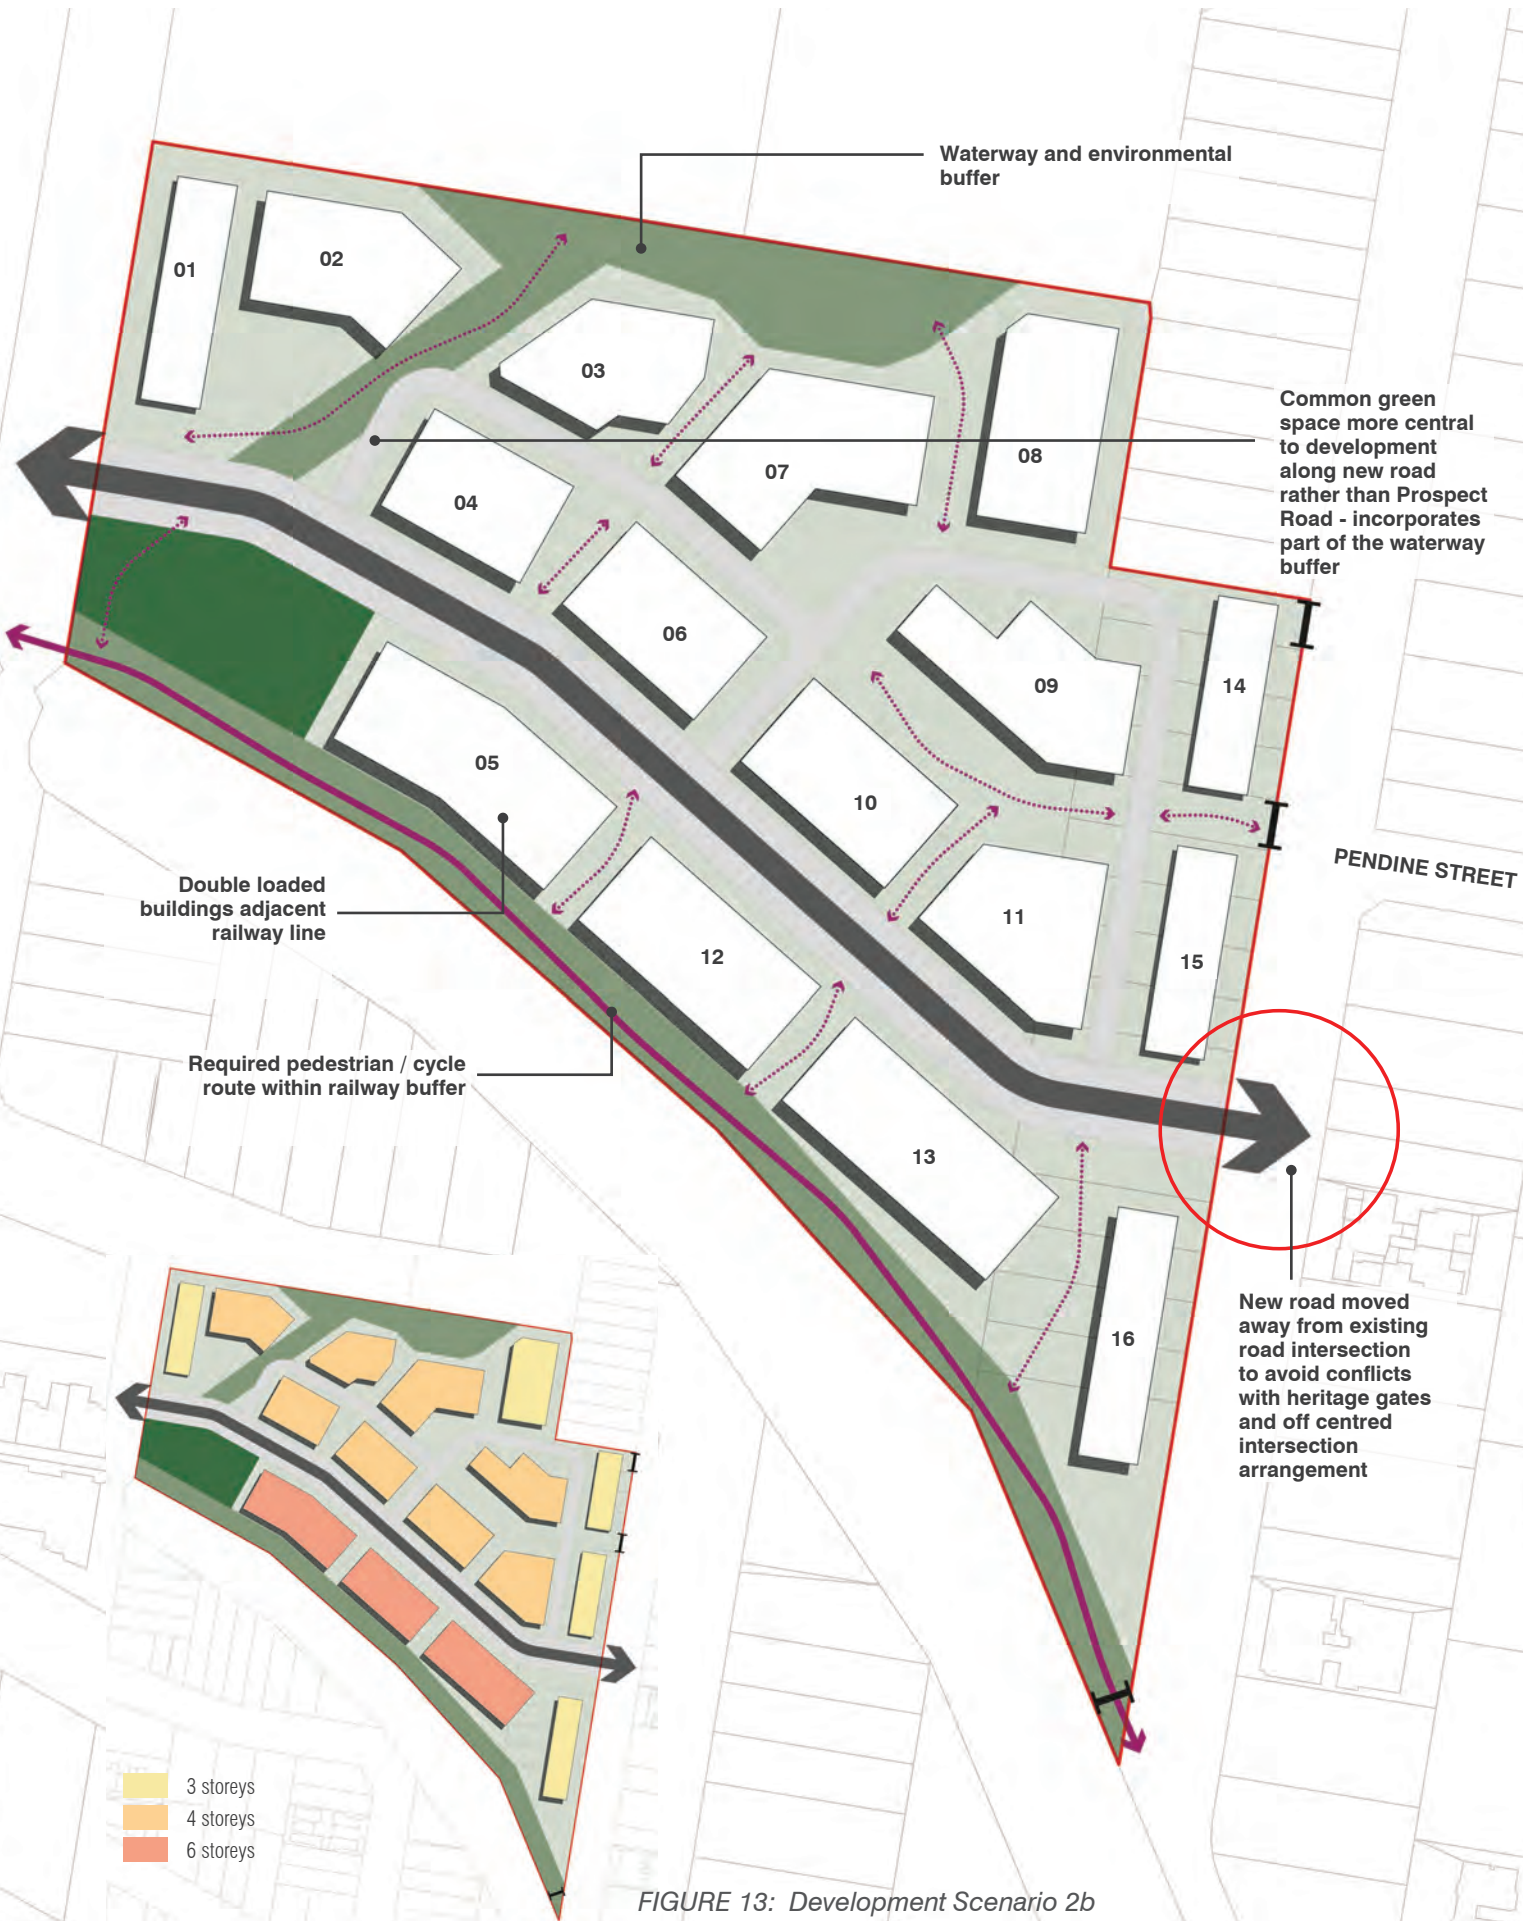 Waterway and environmental
buffer
01
02
03
04
05
06
07
08
09
10
11
12
13
14
15
16
Common green
space more central
to development
along new road
rather than Prospect
Road - incorporates
part of the waterway
buffer
PENDINE STREET
Double loaded
buildings adjacent
railway line
Required pedestrian / cycle
route within railway buffer
New road moved
away from existing
road intersection
to avoid conflicts
with heritage gates
and off centred
intersection
arrangement
3 storeys
4 storeys
6 storeys
FIGURE 13: Development Scenario 2b